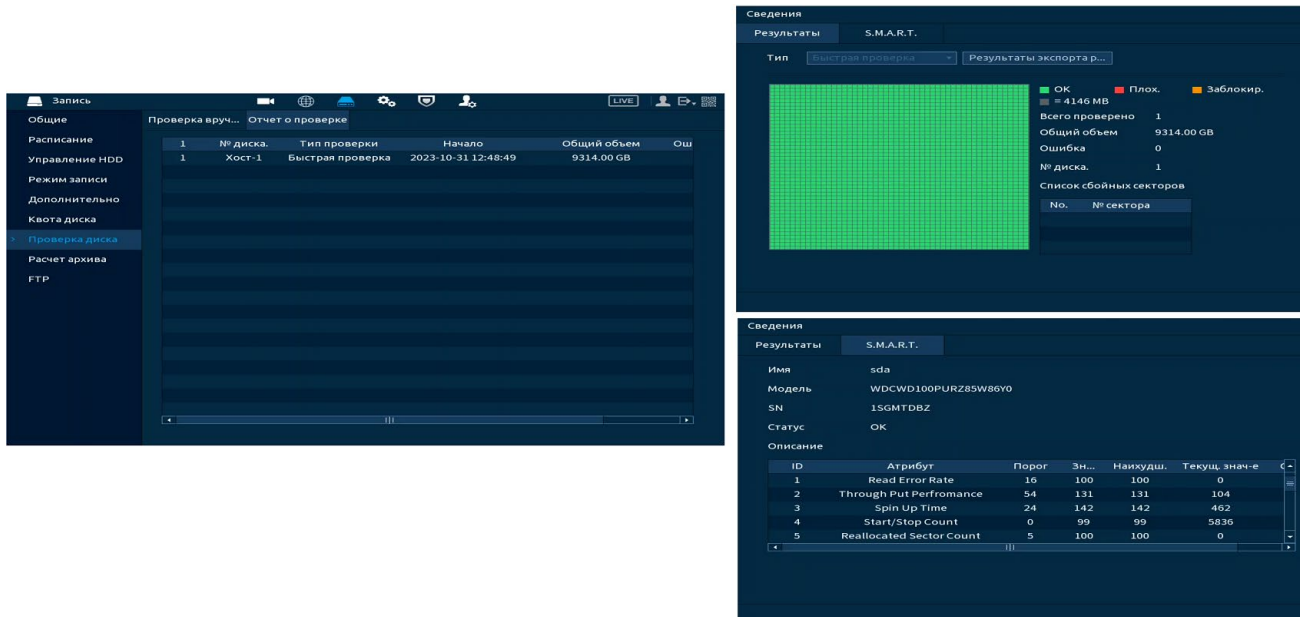 Запись
LIVE
Общие
Расписание
Управление HDD
Режим записи
Дополнительно
Квота диска
> Проверка диска
Расчет архива
FTP
Проверка вруч... Отчет о проверке
1 № диска. Тип проверки Начало Общий объем Ош
1 Хост-1 Быстрая проверка 2023-10-31 12:48:49 9314.00 GB
Сведения
Результаты S.M.A.R.T.
Тип Быстрая проверка Результаты экспорта р...
OK Плох. Заблокир.
= 4146 MB
Всего проверено 1
Общий объем 9314.00 GB
Ошибка 0
№ диска. 1
Список сбойных секторов
No. № сектора
Сведения
Результаты S.M.A.R.T.
Имя sda
Модель WDCWD100PURZ85W86Y0
SN 1SGMTDBZ
Статус OK
Описание
ID Атрибут Порог Зн... Наихудш. Текущ. знач-е
1 Read Error Rate 16 100 100 0
2 Through Put Perfromance 54 131 131 104
3 Spin Up Time 24 142 142 462
4 Start/Stop Count 0 99 99 5836
5 Reallocated Sector Count 5 100 100 0